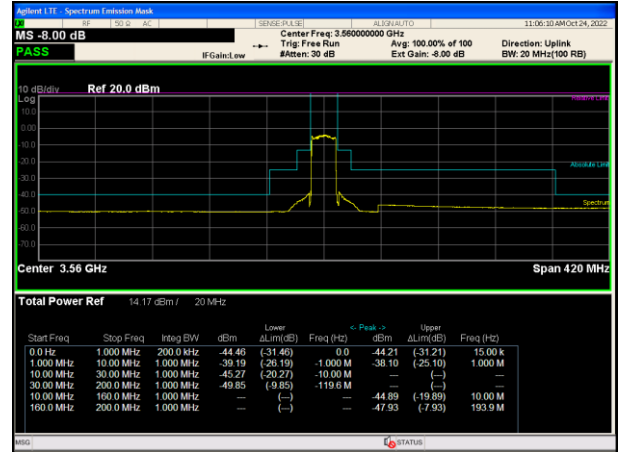 Agilent LTE - Spectrum Emission Mask
RF 50 Ω AC SENSE:PULSE ALIGNAUTO 11:06:10 AM Oct 24, 2022
MS -8.00 dB Center Freq: 3.560000000 GHz
Trig: Free Run Avg: 100.00% of 100 Direction: Uplink
PASS IFGain:Low #Atten: 30 dB Ext Gain: -8.00 dB BW: 20 MHz(100 RB)
10 dB/div Ref 20.0 dBm
Log Relative Limit
10.0
0.00
-10.0
-20.0 Absolute Limit
-30.0
-40.0 Spectrum
-50.0
-60.0
-70.0
Center 3.56 GHz Span 420 MHz
Total Power Ref 14.17 dBm / 20 MHz
Lower <- Peak -> Upper
Start Freq Stop Freq Integ BW dBm ΔLim(dB) Freq (Hz) dBm ΔLim(dB) Freq (Hz)
0.0 Hz 1.000 MHz 200.0 kHz -44.46 (-31.46) 0.0 -44.21 (-31.21) 15.00 k
1.000 MHz 10.00 MHz 1.000 MHz -39.19 (-26.19) -1.000 M -38.10 (-25.10) 1.000 M
10.00 MHz 30.00 MHz 1.000 MHz -45.27 (-20.27) -10.00 M --- (---) ---
30.00 MHz 200.0 MHz 1.000 MHz -49.85 (-9.85) -119.6 M --- (---) ---
10.00 MHz 160.0 MHz 1.000 MHz --- (---) --- -44.89 (-19.89) 10.00 M
160.0 MHz 200.0 MHz 1.000 MHz --- (---) --- -47.93 (-7.93) 193.9 M
MSG STATUS